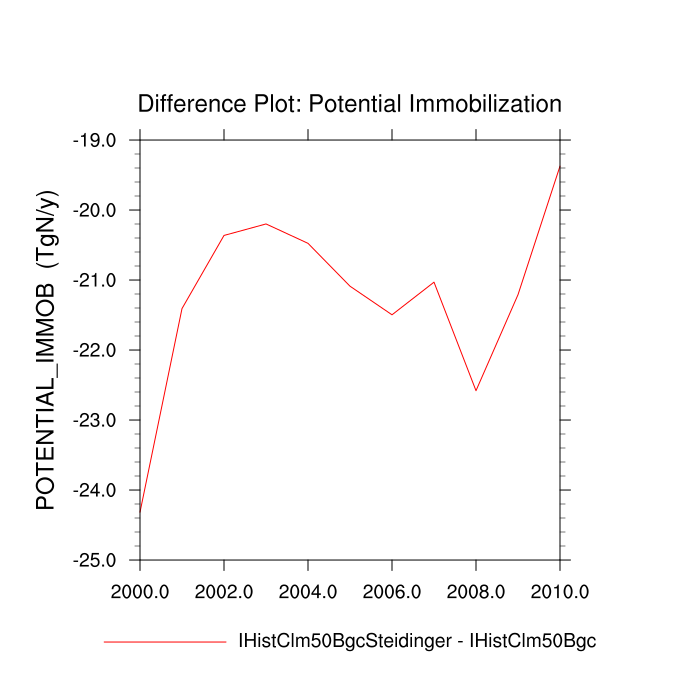 Difference Plot: Potential Immobilization
POTENTIAL_IMMOB (TgN/y)
-19.0
-20.0
-21.0
-22.0
-23.0
-24.0
-25.0
2000.0 2002.0 2004.0 2006.0 2008.0 2010.0
IHistClm50BgcSteidinger - IHistClm50Bgc